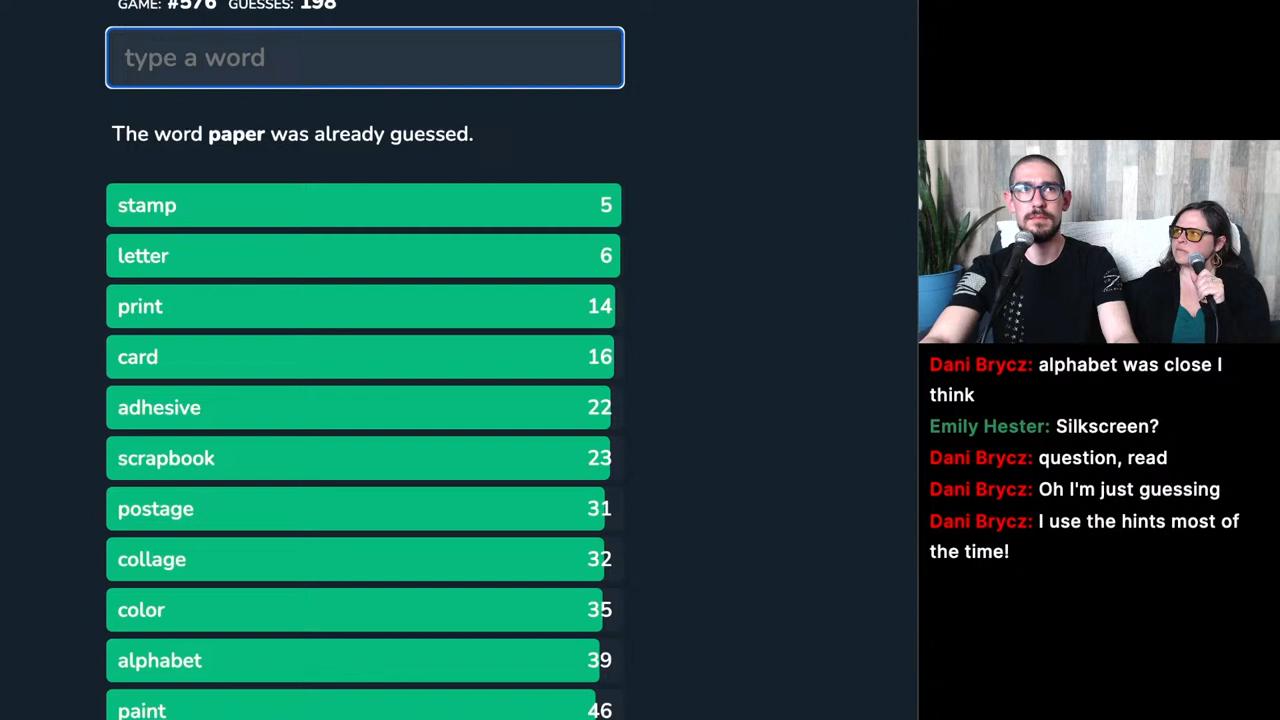 GAME: #576 GUESSES: 198
type a word
The word paper was already guessed.
stamp 5
letter 6
print 14
card 16
adhesive 22
scrapbook 23
postage 31
collage 32
color 35
alphabet 39
paint 46
Dani Brycz: alphabet was close I
think
Emily Hester: Silkscreen?
Dani Brycz: question, read
Dani Brycz: Oh I'm just guessing
Dani Brycz: I use the hints most of
the time!